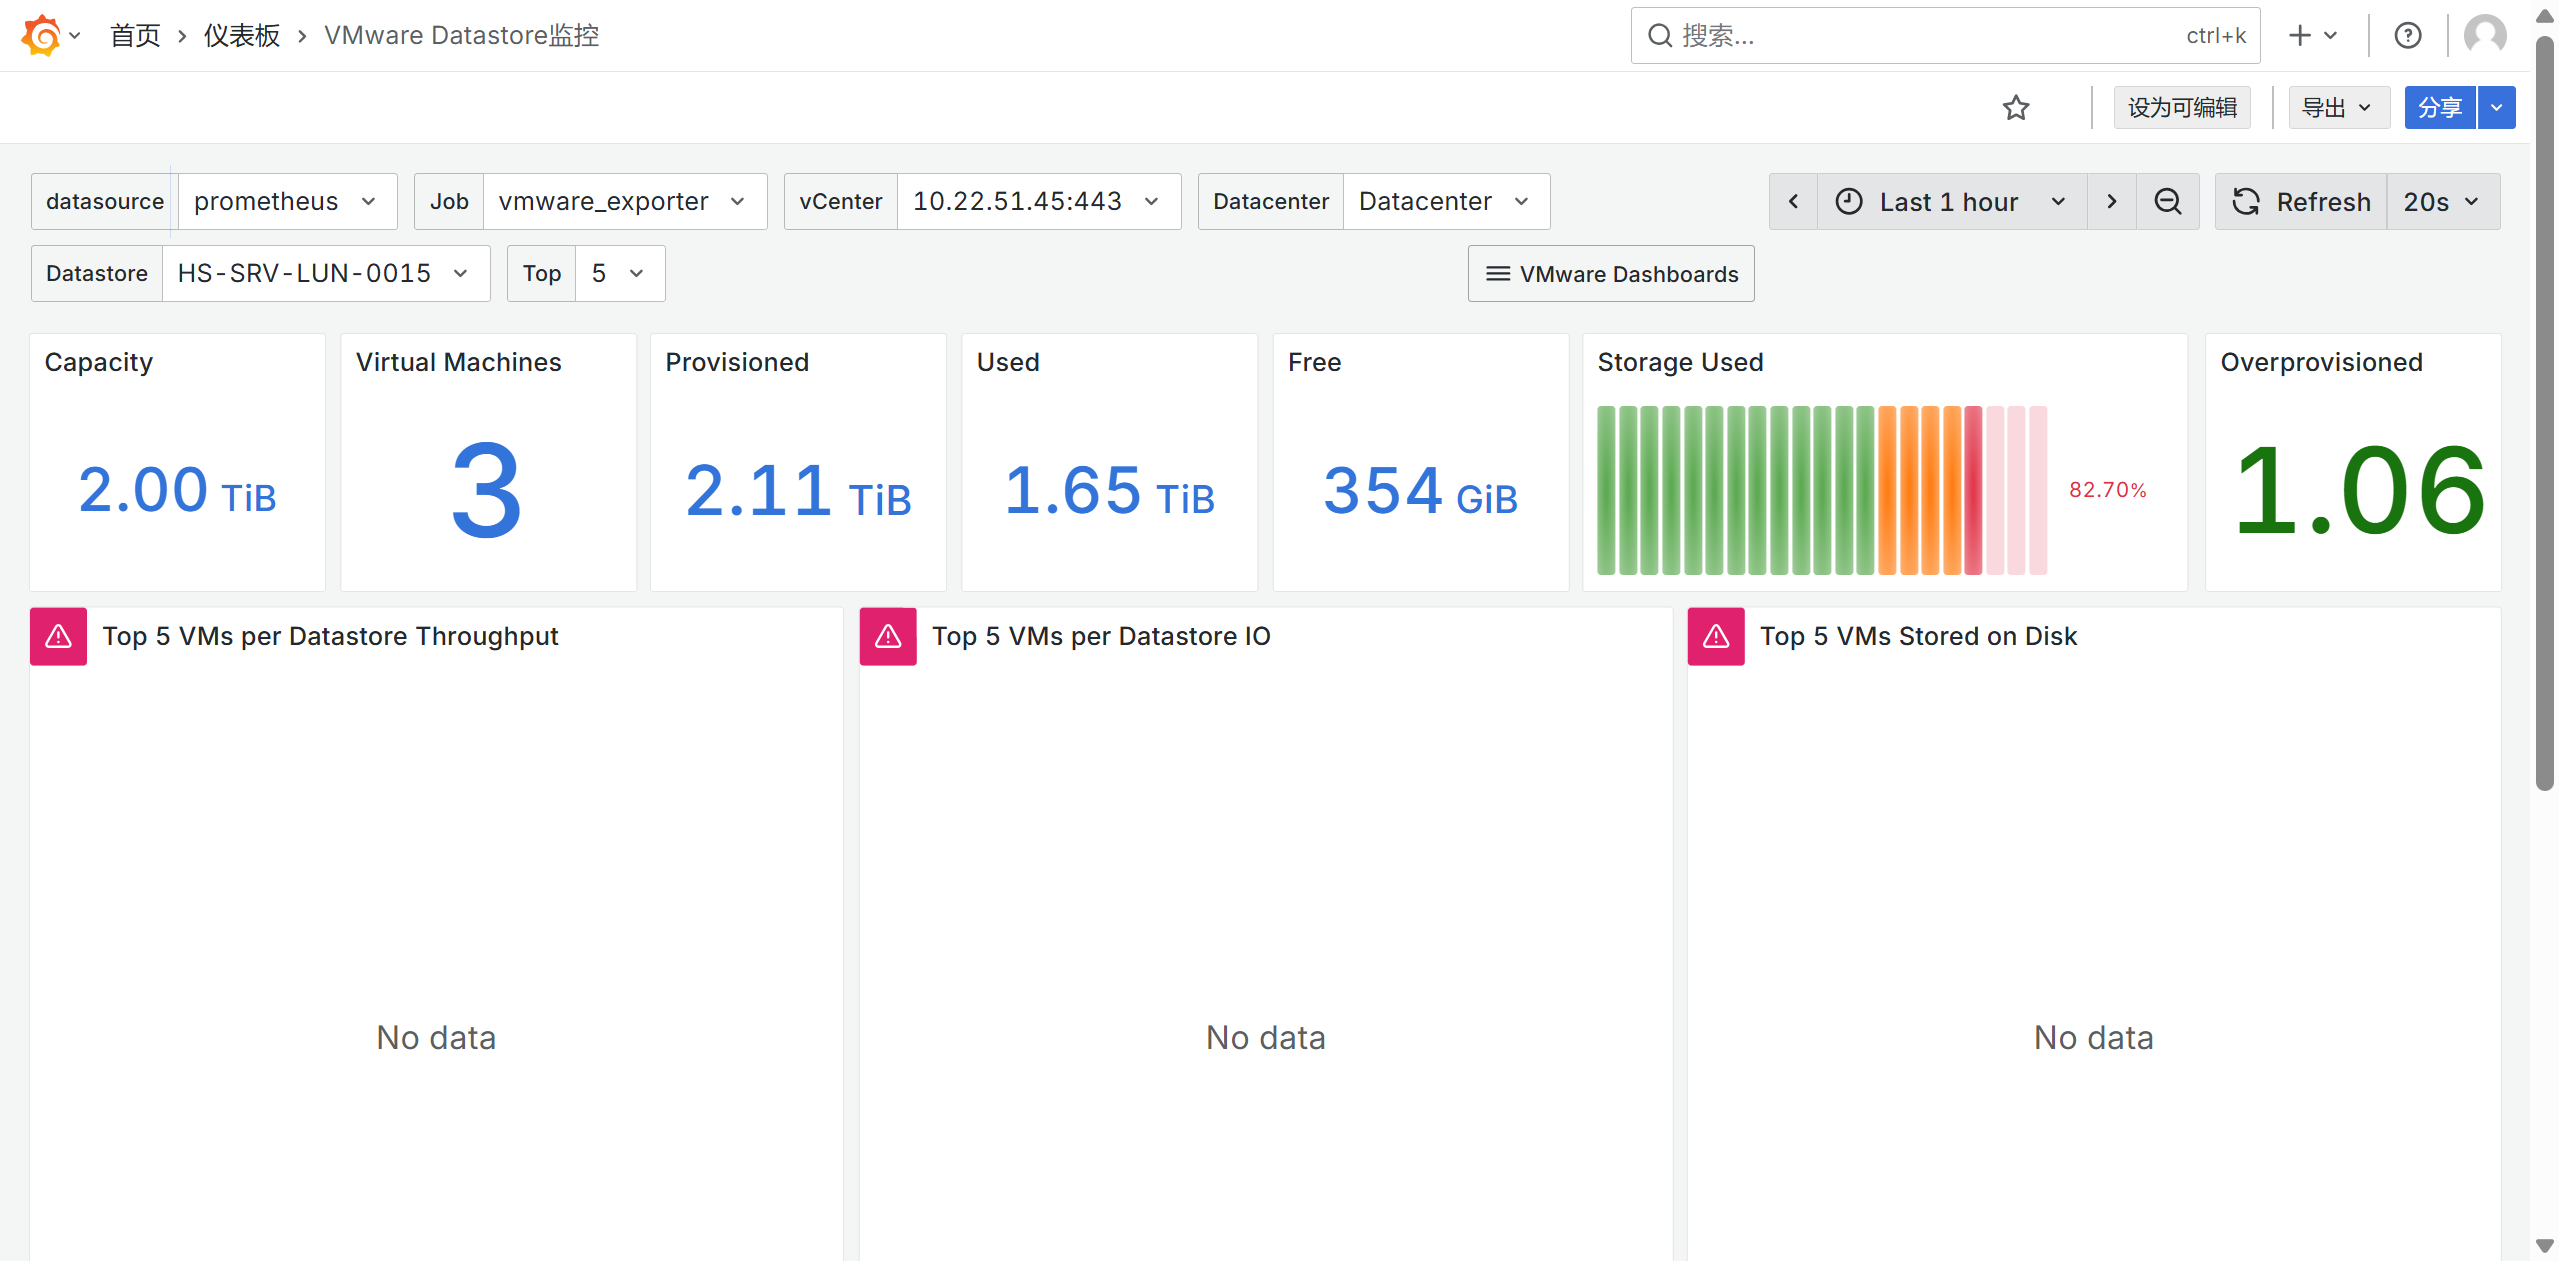 首页 › 仪表板 › VMware Datastore监控
搜索... ctrl+k
设为可编辑 导出 分享
datasource prometheus Job vmware_exporter vCenter 10.22.51.45:443 Datacenter Datacenter Last 1 hour Refresh 20s
Datastore HS-SRV-LUN-0015 Top 5 VMware Dashboards
Capacity
2.00 TiB
Virtual Machines
3
Provisioned
2.11 TiB
Used
1.65 TiB
Free
354 GiB
Storage Used
82.70%
Overprovisioned
1.06
Top 5 VMs per Datastore Throughput
No data
Top 5 VMs per Datastore IO
No data
Top 5 VMs Stored on Disk
No data